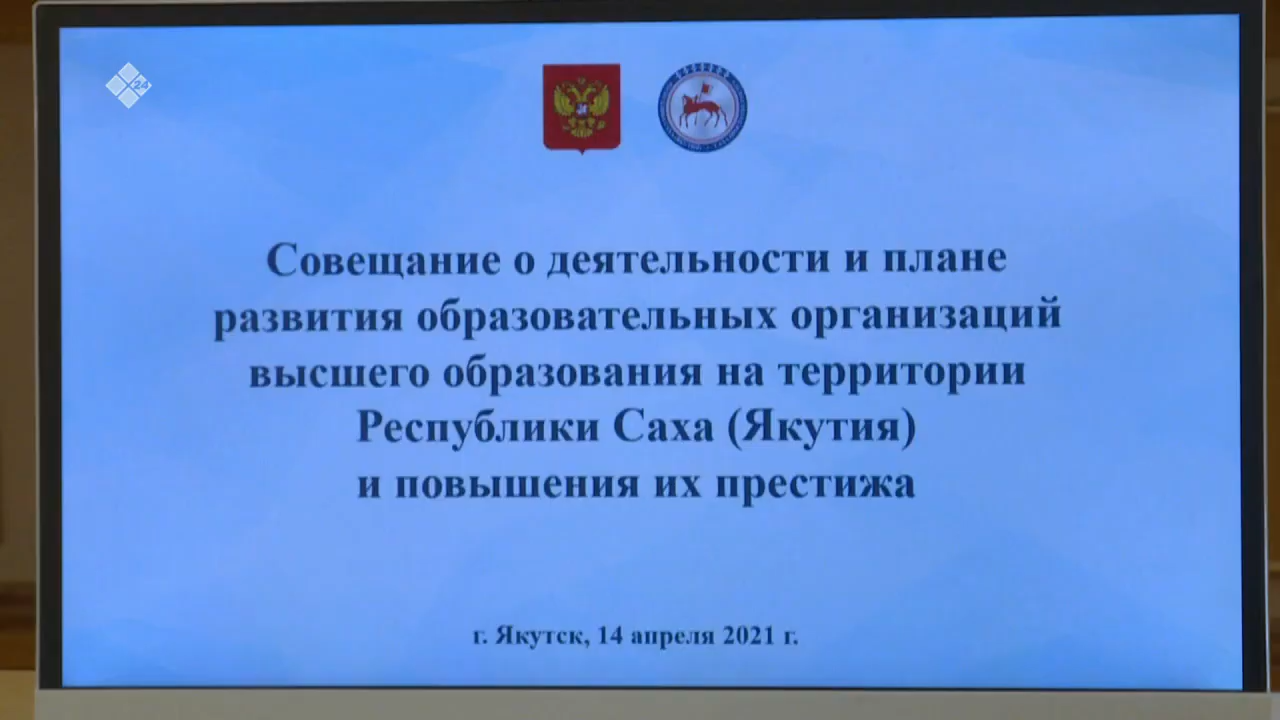 24
Совещание о деятельности и плане
развития образовательных организаций
высшего образования на территории
Республики Саха (Якутия)
и повышения их престижа
г. Якутск, 14 апреля 2021 г.